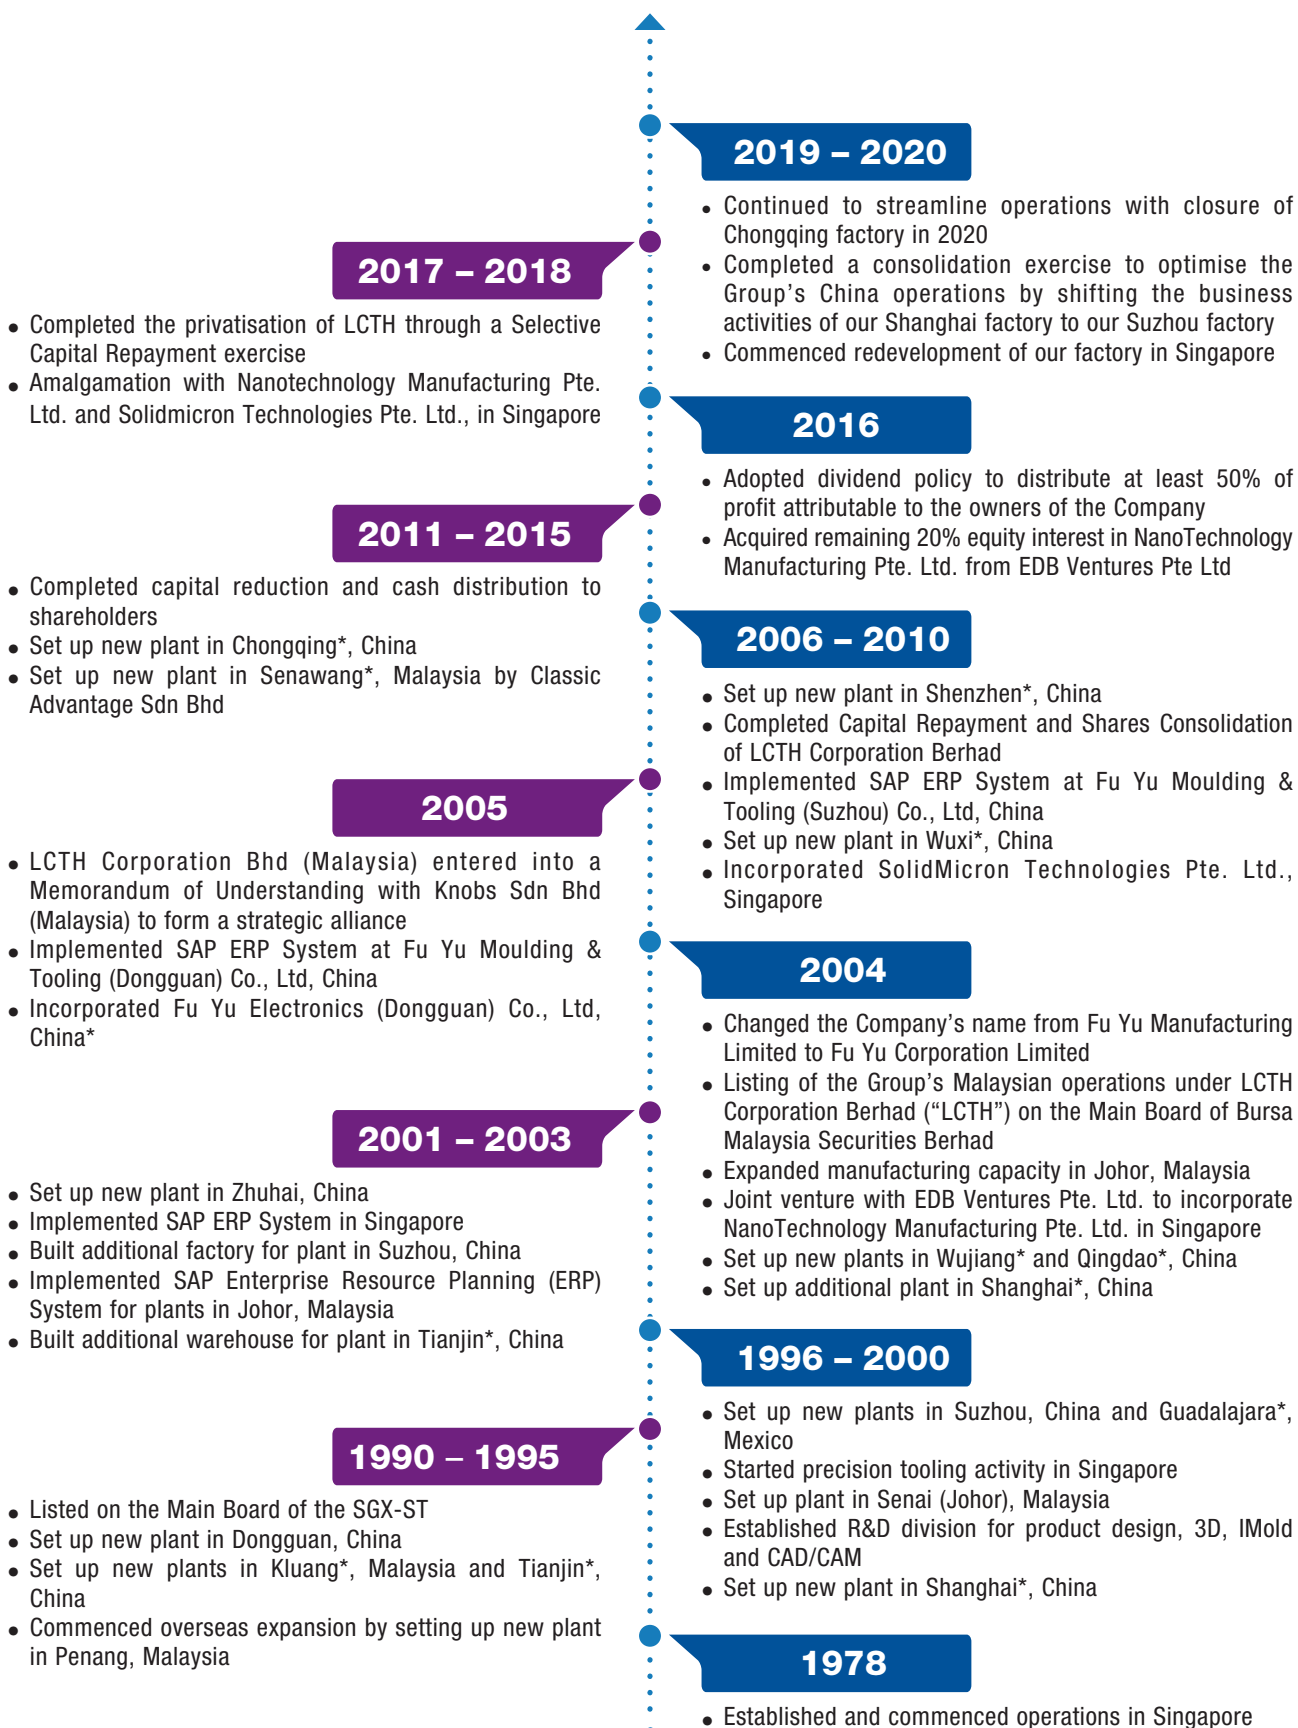 2019 – 2020
• Continued to streamline operations with closure of
Chongqing factory in 2020
• Completed a consolidation exercise to optimise the
Group’s China operations by shifting the business
activities of our Shanghai factory to our Suzhou factory
• Commenced redevelopment of our factory in Singapore
2017 – 2018
• Completed the privatisation of LCTH through a Selective
Capital Repayment exercise
• Amalgamation with Nanotechnology Manufacturing Pte.
Ltd. and Solidmicron Technologies Pte. Ltd., in Singapore
2016
• Adopted dividend policy to distribute at least 50% of
profit attributable to the owners of the Company
• Acquired remaining 20% equity interest in NanoTechnology
Manufacturing Pte. Ltd. from EDB Ventures Pte Ltd
2011 – 2015
• Completed capital reduction and cash distribution to
shareholders
• Set up new plant in Chongqing*, China
• Set up new plant in Senawang*, Malaysia by Classic
Advantage Sdn Bhd
2006 – 2010
• Set up new plant in Shenzhen*, China
• Completed Capital Repayment and Shares Consolidation
of LCTH Corporation Berhad
• Implemented SAP ERP System at Fu Yu Moulding &
Tooling (Suzhou) Co., Ltd, China
• Set up new plant in Wuxi*, China
• Incorporated SolidMicron Technologies Pte. Ltd.,
Singapore
2005
• LCTH Corporation Bhd (Malaysia) entered into a
Memorandum of Understanding with Knobs Sdn Bhd
(Malaysia) to form a strategic alliance
• Implemented SAP ERP System at Fu Yu Moulding &
Tooling (Dongguan) Co., Ltd, China
• Incorporated Fu Yu Electronics (Dongguan) Co., Ltd,
China*
2004
• Changed the Company’s name from Fu Yu Manufacturing
Limited to Fu Yu Corporation Limited
• Listing of the Group’s Malaysian operations under LCTH
Corporation Berhad (“LCTH”) on the Main Board of Bursa
Malaysia Securities Berhad
• Expanded manufacturing capacity in Johor, Malaysia
• Joint venture with EDB Ventures Pte. Ltd. to incorporate
NanoTechnology Manufacturing Pte. Ltd. in Singapore
• Set up new plants in Wujiang* and Qingdao*, China
• Set up additional plant in Shanghai*, China
2001 – 2003
• Set up new plant in Zhuhai, China
• Implemented SAP ERP System in Singapore
• Built additional factory for plant in Suzhou, China
• Implemented SAP Enterprise Resource Planning (ERP)
System for plants in Johor, Malaysia
• Built additional warehouse for plant in Tianjin*, China
1996 – 2000
• Set up new plants in Suzhou, China and Guadalajara*,
Mexico
• Started precision tooling activity in Singapore
• Set up plant in Senai (Johor), Malaysia
• Established R&D division for product design, 3D, IMold
and CAD/CAM
• Set up new plant in Shanghai*, China
1990 – 1995
• Listed on the Main Board of the SGX-ST
• Set up new plant in Dongguan, China
• Set up new plants in Kluang*, Malaysia and Tianjin*,
China
• Commenced overseas expansion by setting up new plant
in Penang, Malaysia
1978
• Established and commenced operations in Singapore